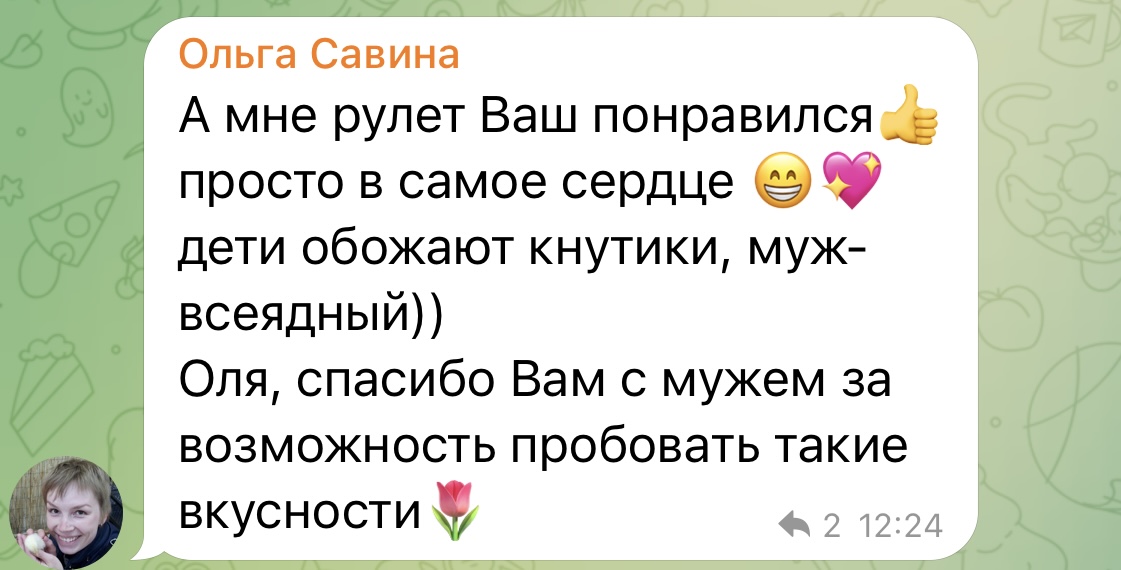 Ольга Савина
А мне рулет Ваш понравился👍
просто в самое сердце 😁💖
дети обожают кнутики, муж-
всеядный))
Оля, спасибо Вам с мужем за
возможность пробовать такие
вкусности🌷
2 12:24